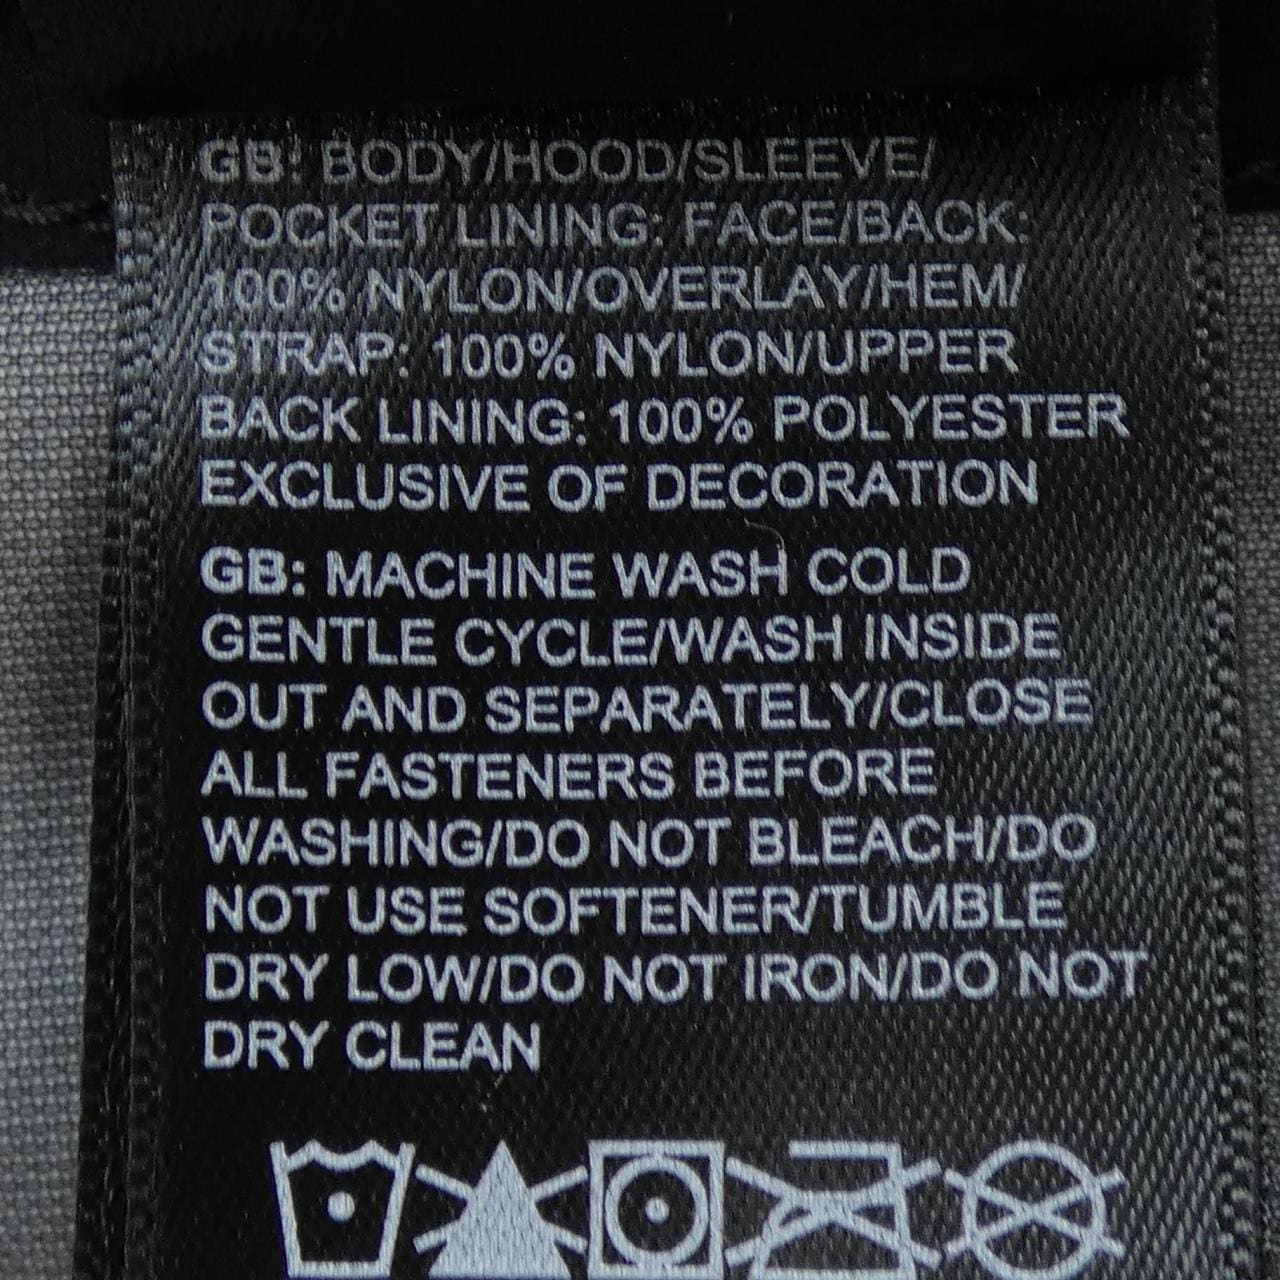 GB: BODY/HOOD/SLEEVE/
POCKET LINING: FACE/BACK:
100% NYLON/OVERLAY/HEM/
STRAP: 100% NYLON/UPPER
BACK LINING: 100% POLYESTER
EXCLUSIVE OF DECORATION
GB: MACHINE WASH COLD
GENTLE CYCLE/WASH INSIDE
OUT AND SEPARATELY/CLOSE
ALL FASTENERS BEFORE
WASHING/DO NOT BLEACH/DO
NOT USE SOFTENER/TUMBLE
DRY LOW/DO NOT IRON/DO NOT
DRY CLEAN